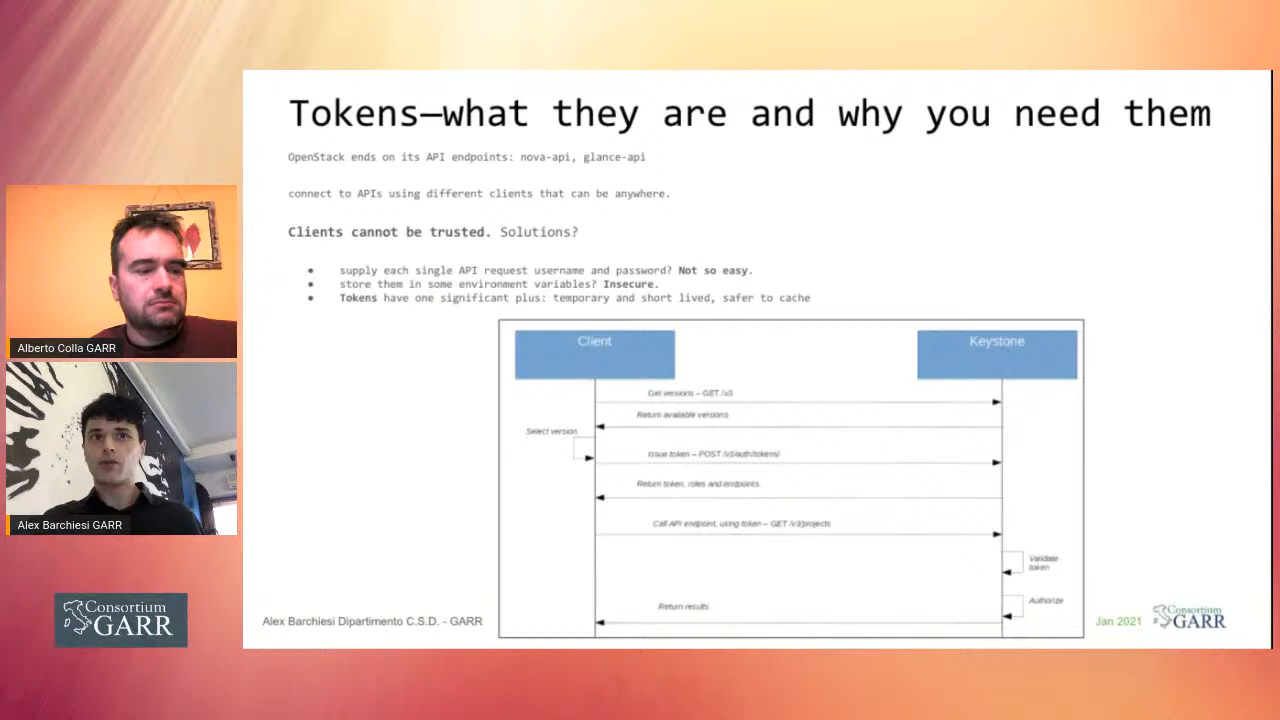 Tokens—what they are and why you need them
OpenStack ends on its API endpoints: nova-api, glance-api
connect to APIs using different clients that can be anywhere.
Clients cannot be trusted. Solutions?
• supply each single API request username and password? Not so easy.
• store them in some environment variables? Insecure.
• Tokens have one significant plus: temporary and short lived, safer to cache
Client
Keystone
Get versions – GET /v3
Return available versions
Select version
Issue token – POST /v3/auth/tokens/
Return token, roles and endpoints.
Call API endpoint, using token – GET /v3/projects
Validate
token
Authorize
Return results
Alex Barchiesi Dipartimento C.S.D. - GARR
Jan 2021
Consortium
GARR
Alberto Colla GARR
Alex Barchiesi GARR
Consortium
GARR